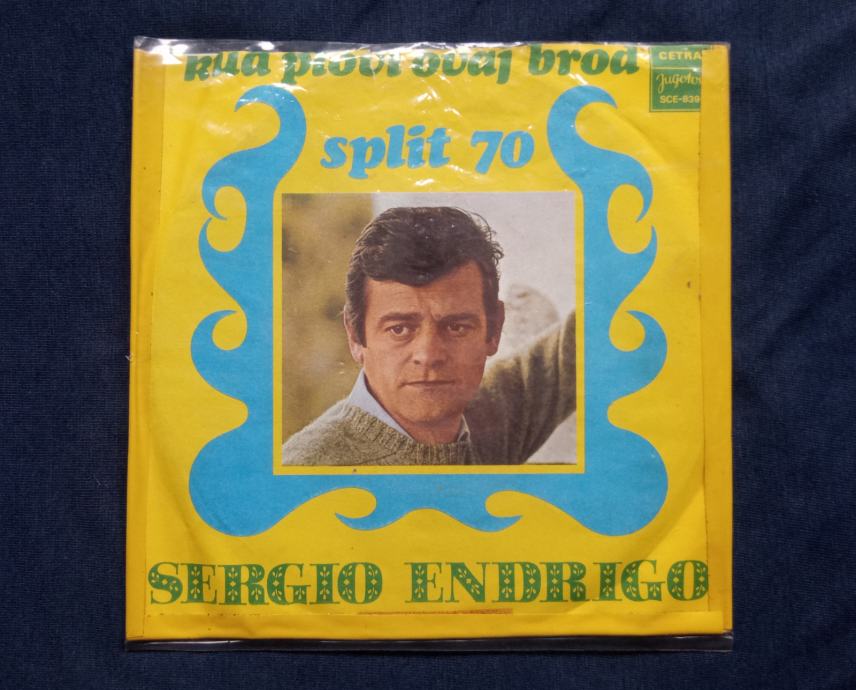 kud plovi ovaj brod
CETRA
Jugoton
SCE-839
split 70
SERGIO ENDRIGO